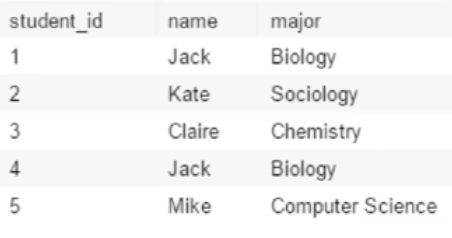 student_id name major
1 Jack Biology
2 Kate Sociology
3 Claire Chemistry
4 Jack Biology
5 Mike Computer Science